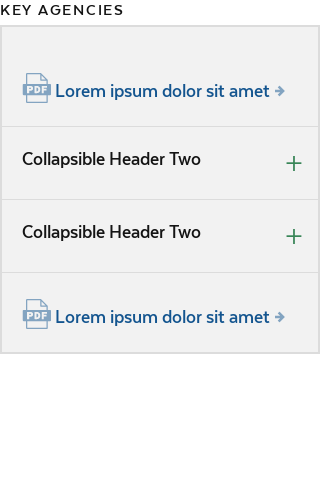 KEY AGENCIES
PDF Lorem ipsum dolor sit amet →
Collapsible Header Two +
Collapsible Header Two +
PDF Lorem ipsum dolor sit amet →